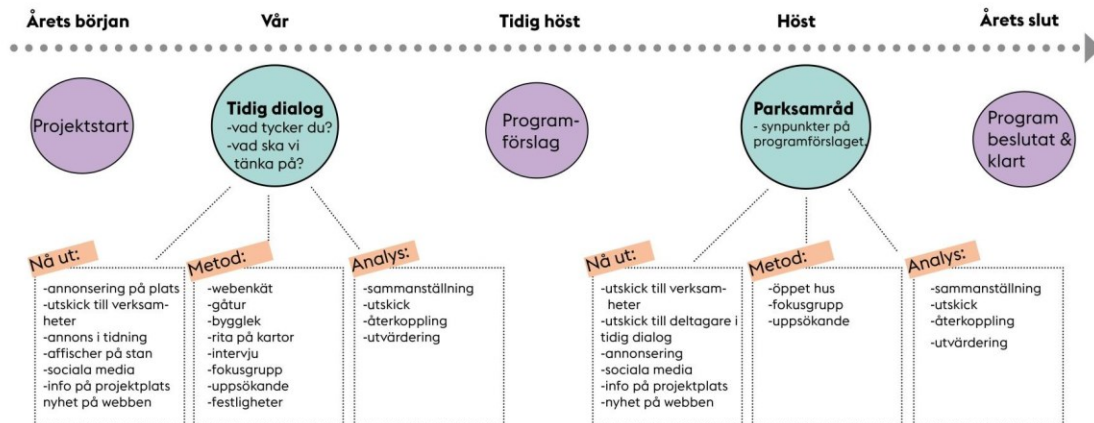 Årets början
Vår
Tidig höst
Höst
Årets slut
Projektstart
Tidig dialog
-vad tycker du?
-vad ska vi
tänka på?
Program-
förslag
Parksamråd
- synpunkter på
programförslaget.
Program
beslutat &
klart
Nå ut:
-annonsering på plats
-utskick till verksam-
heter
-annons i tidning
-affischer på stan
-sociala media
-info på projektplats
nyhet på webben
Metod:
-webenkät
-gåtur
-bygglek
-rita på kartor
-intervju
-fokusgrupp
-uppsökande
-festligheter
Analys:
-sammanställning
-utskick
-återkoppling
-utvärdering
Nå ut:
-utskick till verksam-
heter
-utskick till deltagare i
tidig dialog
-annonsering
-sociala media
-info på projektplats
-nyhet på webben
Metod:
-öppet hus
-fokusgrupp
-uppsökande
Analys:
-sammanställning
-utskick
-återkoppling
-utvärdering